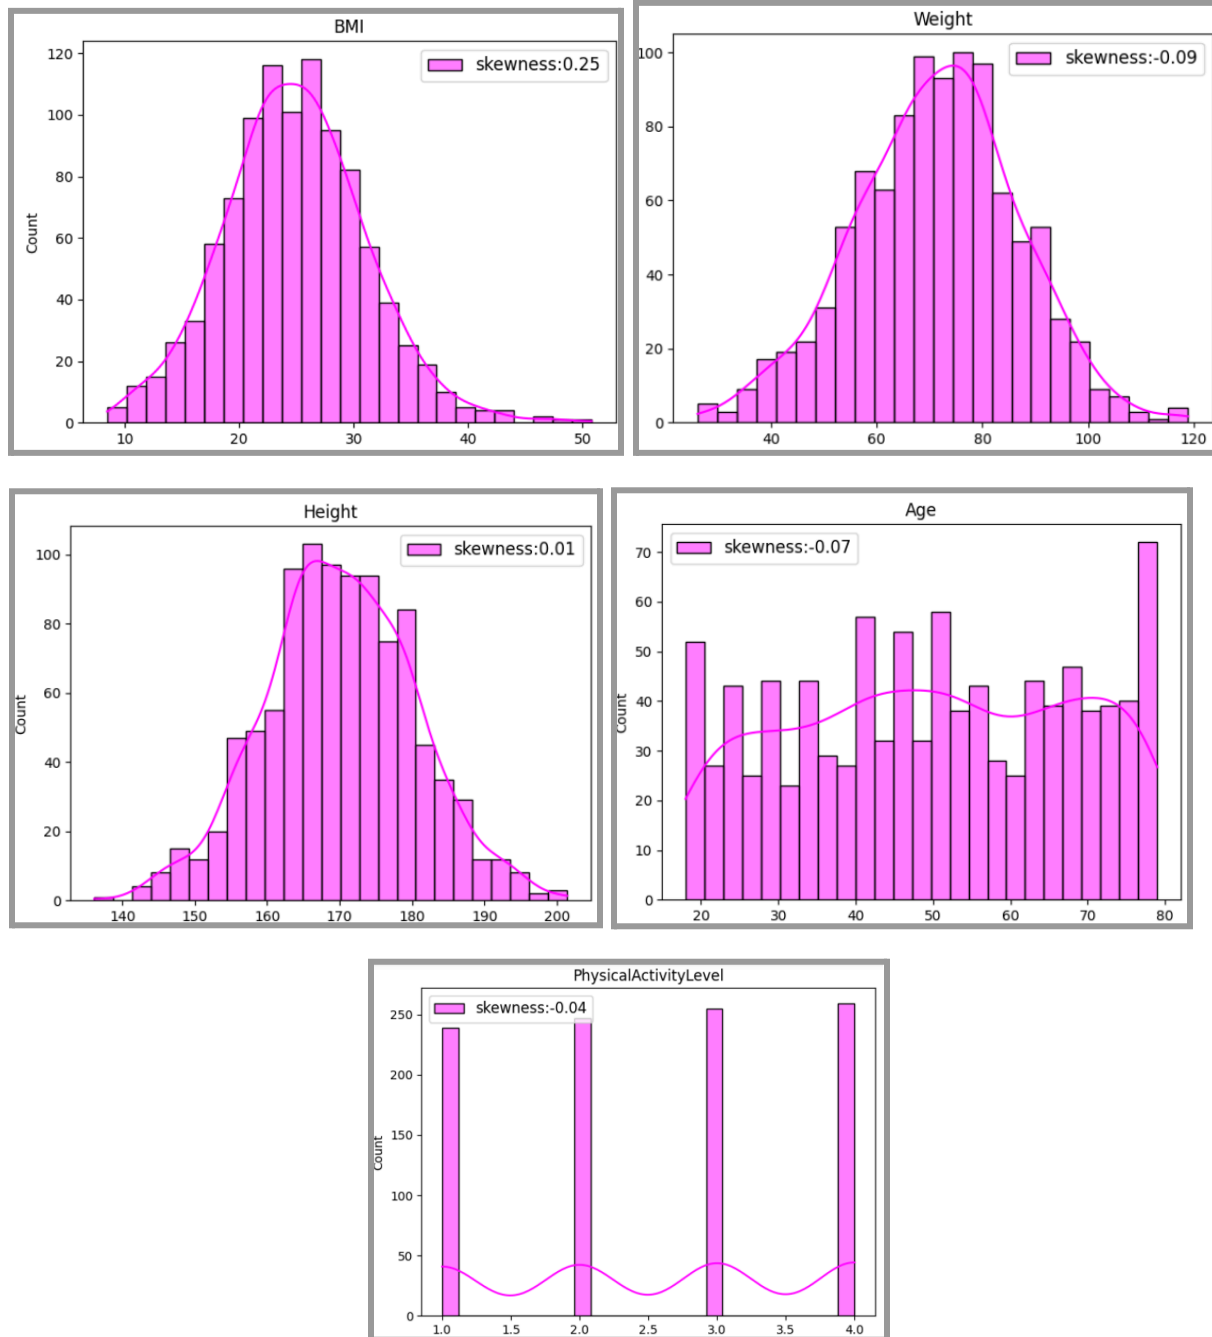 BMI
skewness:0.25
Count
120
100
80
60
40
20
0
10 20 30 40 50
Weight
skewness:-0.09
100
80
60
40
20
0
40 60 80 100 120
Height
skewness:0.01
Count
100
80
60
40
20
0
140 150 160 170 180 190 200
Age
skewness:-0.07
Count
70
60
50
40
30
20
10
0
20 30 40 50 60 70 80
PhysicalActivityLevel
skewness:-0.04
Count
250
200
150
100
50
0
1.0 1.5 2.0 2.5 3.0 3.5 4.0